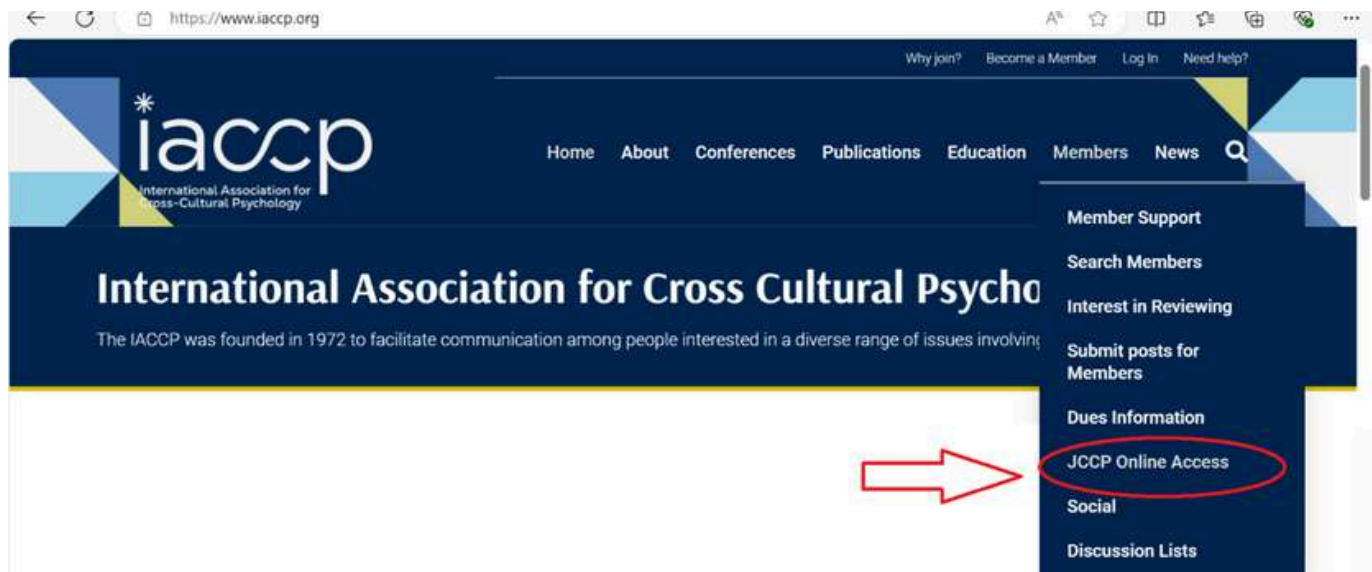 https://www.iaccp.org
Why join? Become a Member Log In Need help?
iaccp
International Association for
Cross-Cultural Psychology
Home About Conferences Publications Education Members News
Member Support
Search Members
Interest in Reviewing
Submit posts for
Members
Dues Information
JCCP Online Access
Social
Discussion Lists
International Association for Cross Cultural Psycho
The IACCP was founded in 1972 to facilitate communication among people interested in a diverse range of issues involving